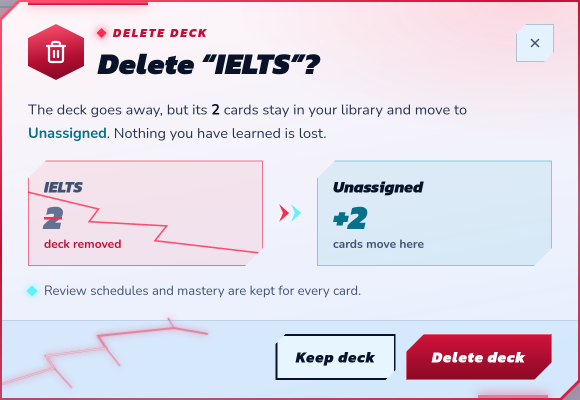 DELETE DECK
Delete “IELTS”?
The deck goes away, but its 2 cards stay in your library and move to
Unassigned. Nothing you have learned is lost.
IELTS
2
deck removed
Unassigned
+2
cards move here
Review schedules and mastery are kept for every card.
Keep deck
Delete deck